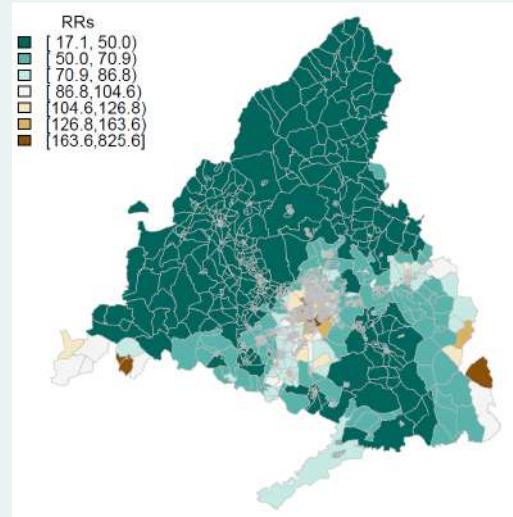 RRs
[ 17.1, 50.0)
[ 50.0, 70.9)
[ 70.9, 86.8)
[ 86.8,104.6)
[104.6,126.8)
[126.8,163.6)
[163.6,825.6]